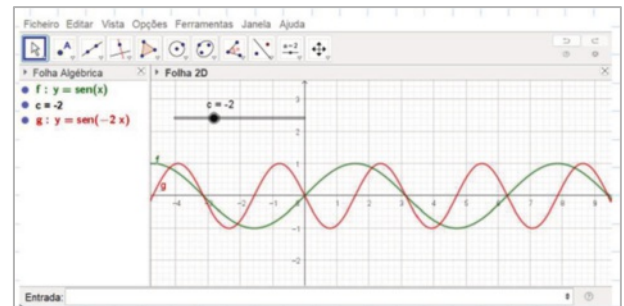 Ficheiro Editar Vista Opções Ferramentas Janela Ajuda
A
a=2
Folha Algébrica
Folha 2D
f : y = sen(x)
c = -2
g : y = sen(-2 x)
c = -2
f
g
3
2
1
-4 -3 -2 -1 0 1 2 3 4 5 6 7 8 9
-1
-2
Entrada: